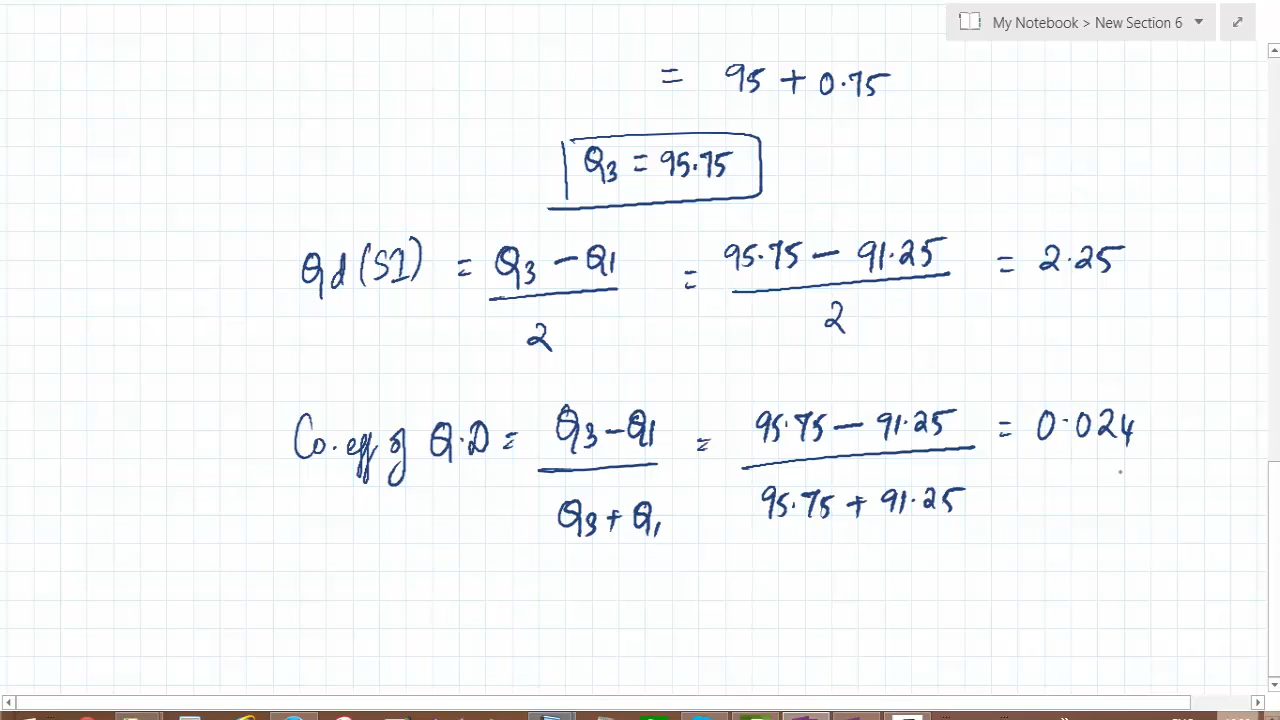 My Notebook > New Section 6
= 95 + 0.75
Q3 = 95.75
Qd (SI) = Q3 - Q1 / 2 = 95.75 - 91.25 / 2 = 2.25
Co.eff of Q.D = Q3 - Q1 / Q3 + Q1 = 95.75 - 91.25 / 95.75 + 91.25 = 0.024